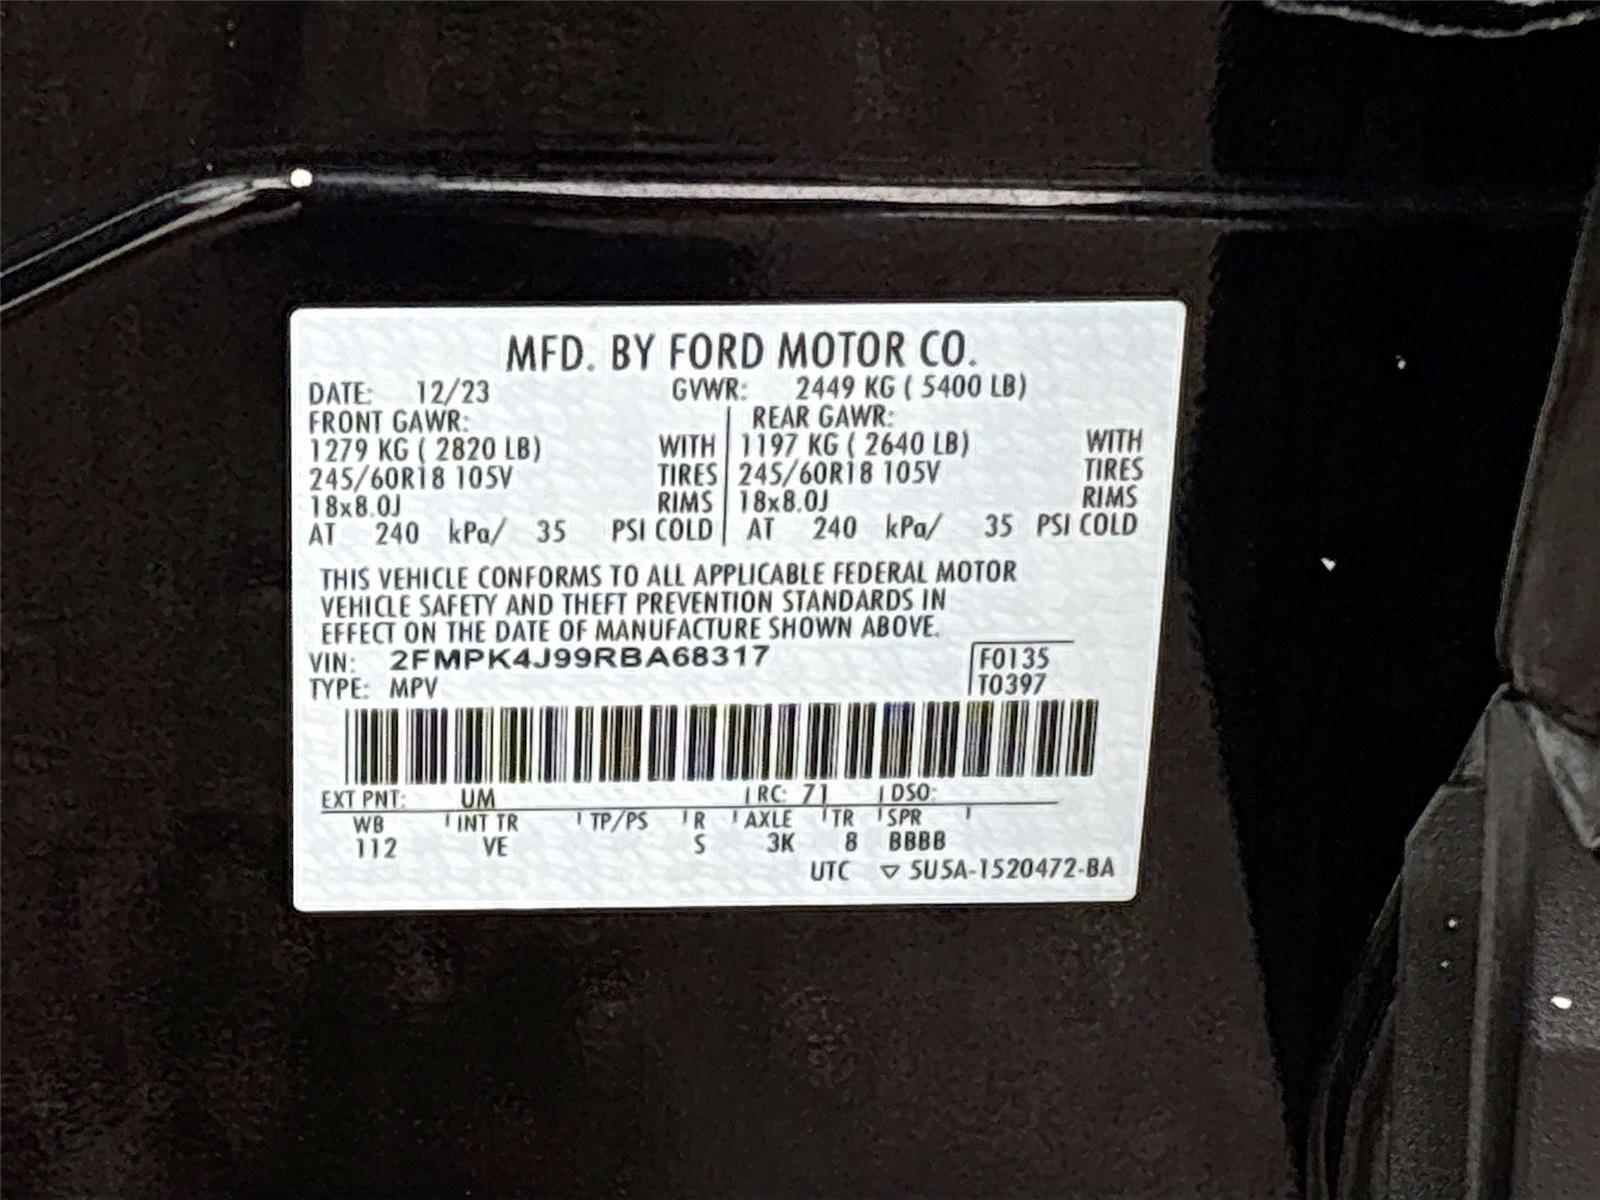 MFD. BY FORD MOTOR CO.
DATE: 12/23 GVWR: 2449 KG ( 5400 LB)
FRONT GAWR: REAR GAWR:
1279 KG ( 2820 LB) WITH 1197 KG ( 2640 LB) WITH
245/60R18 105V TIRES 245/60R18 105V TIRES
18x8.0J RIMS 18x8.0J RIMS
AT 240 kPa/ 35 PSI COLD AT 240 kPa/ 35 PSI COLD
THIS VEHICLE CONFORMS TO ALL APPLICABLE FEDERAL MOTOR
VEHICLE SAFETY AND THEFT PREVENTION STANDARDS IN
EFFECT ON THE DATE OF MANUFACTURE SHOWN ABOVE.
VIN: 2FMPK4J99RBA68317 F0135
TYPE: MPV T0397
EXT PNT: UM RC: 71 DSO:
WB INT TR TP/PS R AXLE TR SPR
112 VE S 3K 8 BBBB
UTC ▽ SU5A-1520472-BA